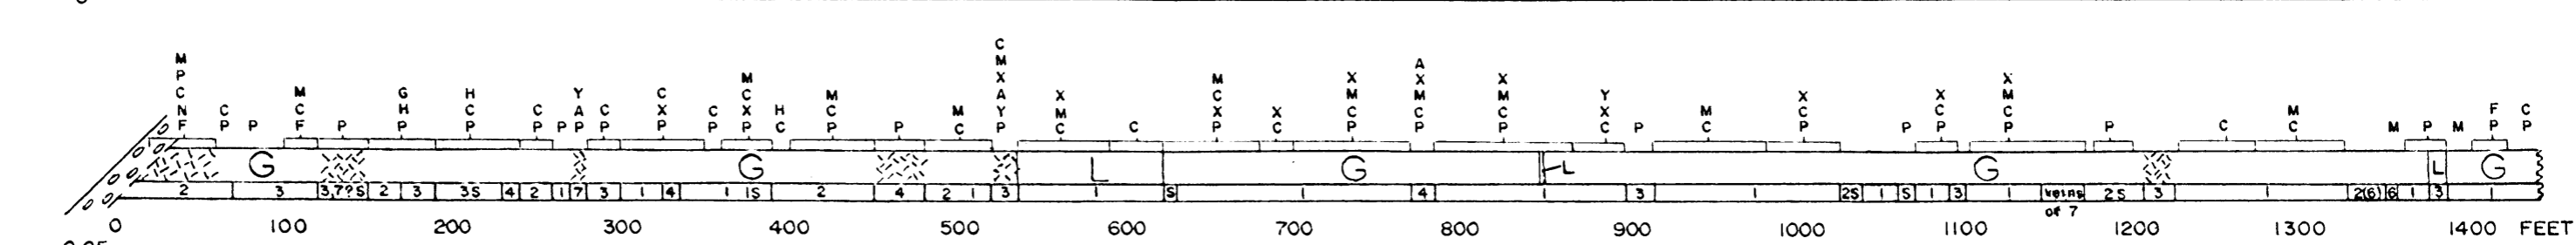 C
M M A
P M X M X X X X
C M G H Y C C M A X C M M M Y X X M
N C C H C C A C X C X H C M Y M X X C C C X M C C C M F C
F P P F P P P P P P P P P P C P P C P C C P C P P P C P C P P P P P C C M P M P P
G G L G L G L G
2 3 3,7?S 2 3 3S 4 2 1 7 3 1 4 1 1S 2 4 2 1 3 1 S 1 4 1 3 1 2S 1 S 1 3 1 veins 2S 3 1 2(6) 6 1 3 1
of 7
0 100 200 300 400 500 600 700 800 900 1000 1100 1200 1300 1400 FEET